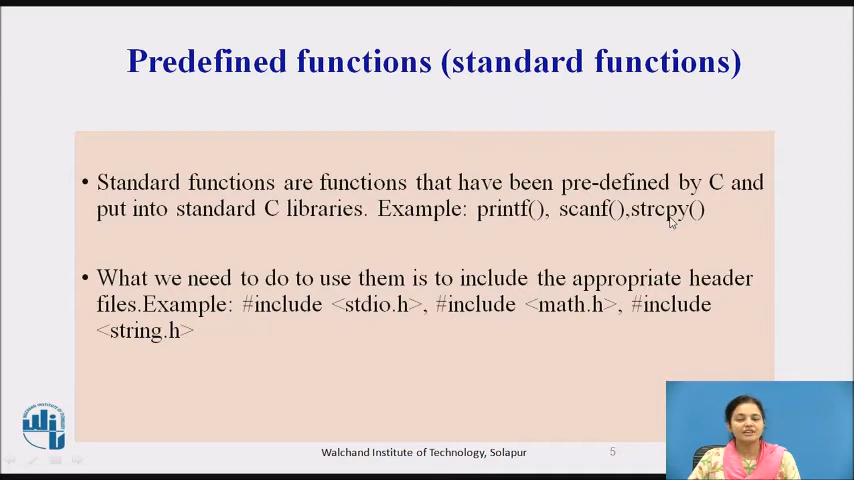 Predefined functions (standard functions)
• Standard functions are functions that have been pre-defined by C and
put into standard C libraries. Example: printf(), scanf(),strcpy()
• What we need to do to use them is to include the appropriate header
files.Example: #include <stdio.h>, #include <math.h>, #include
<string.h>
Walchand Institute of Technology, Solapur
5